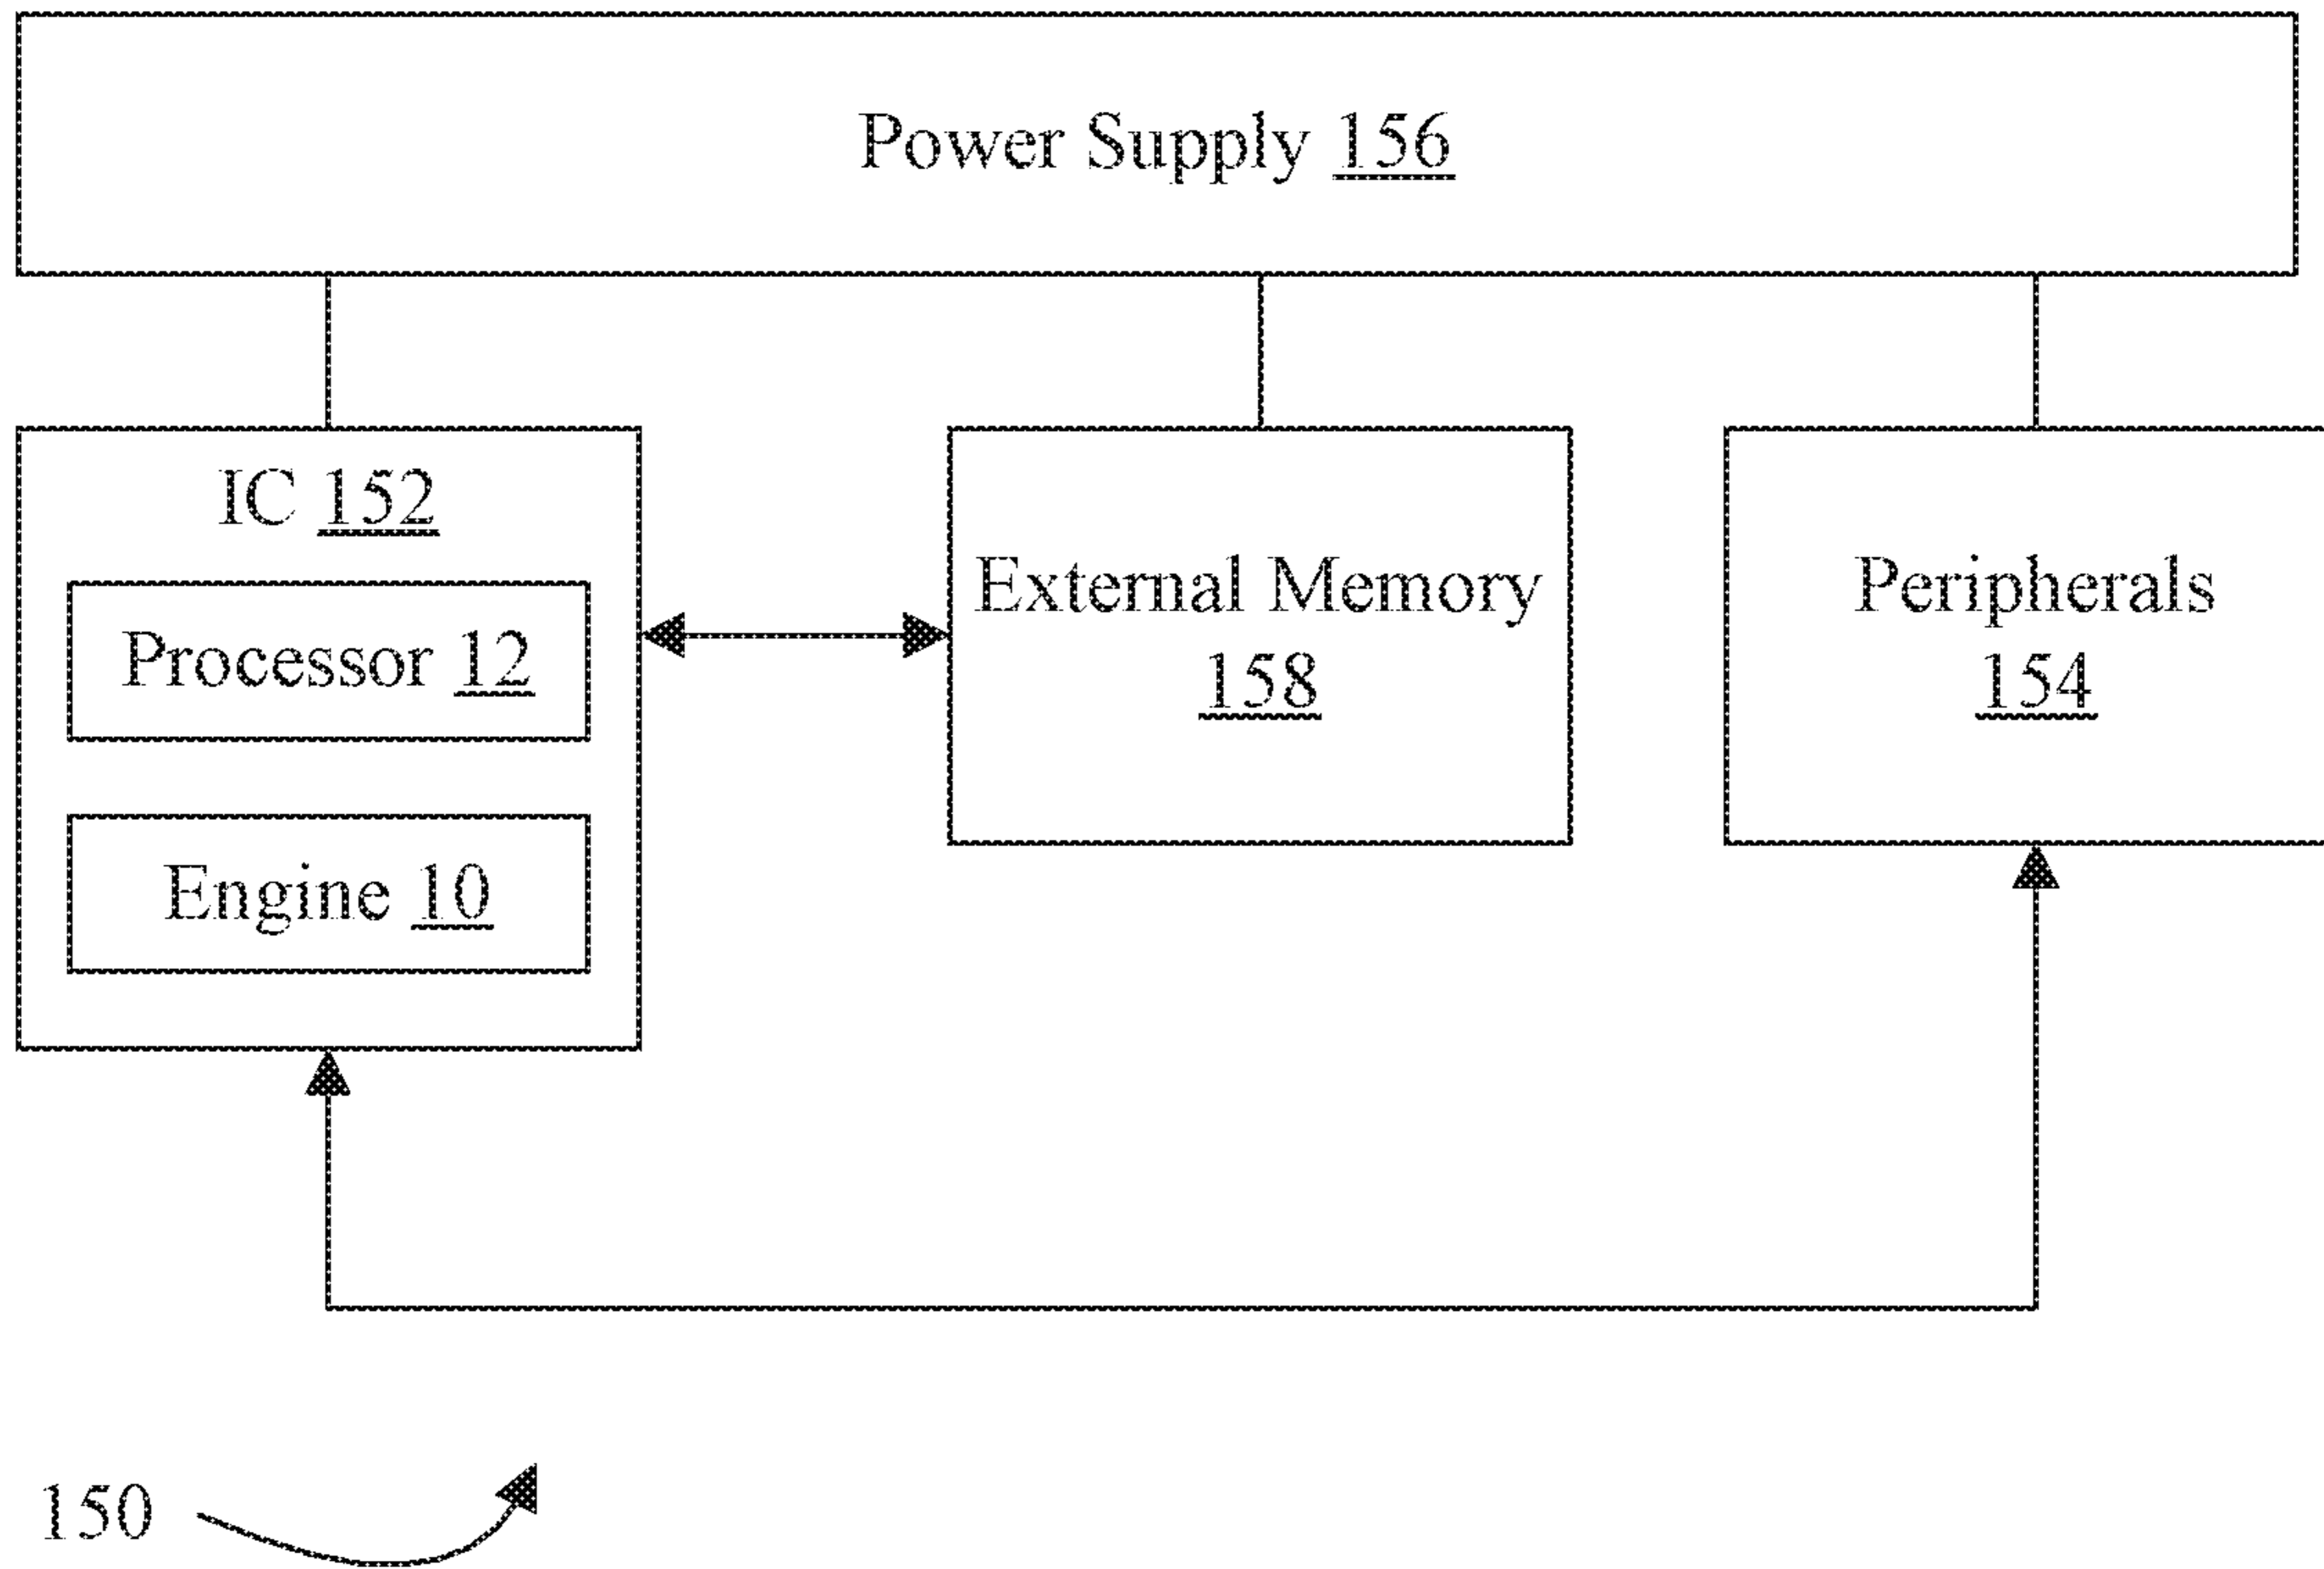 Power Supply 156
IC 152
Processor 12
Engine 10
External Memory
158
Peripherals
154
150